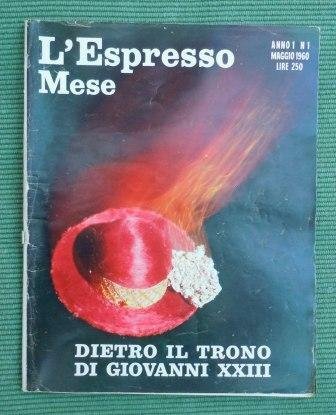 L'Espresso
Mese
ANNO I N 1
MAGGIO 1960
LIRE 250
DIETRO IL TRONO
DI GIOVANNI XXIII